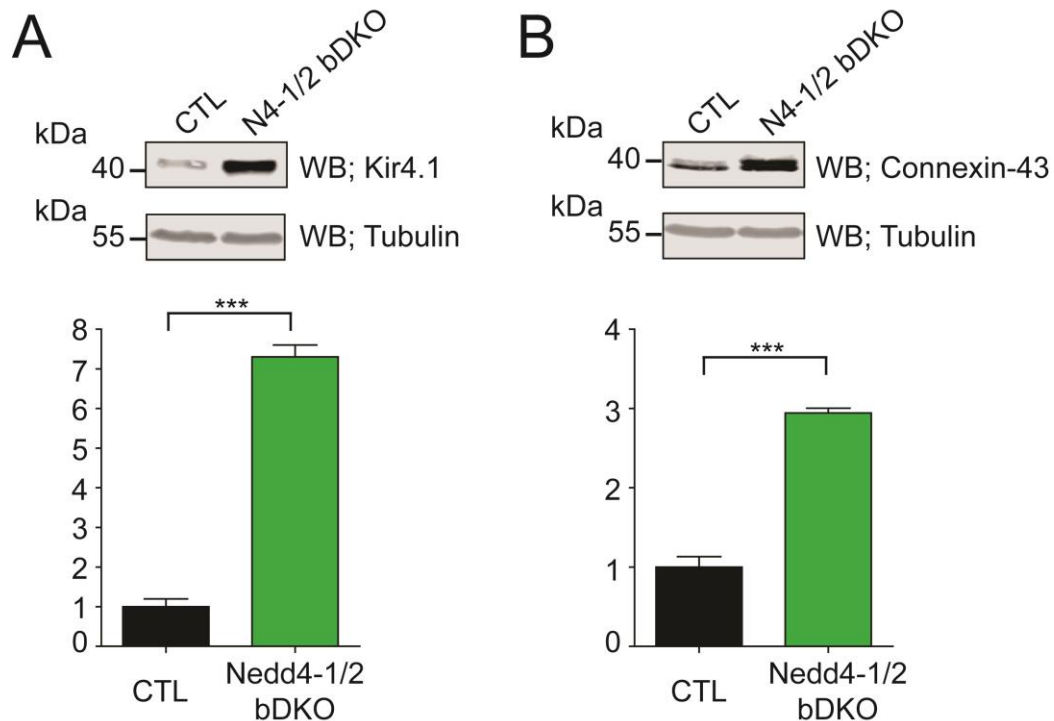 A
CTL
N4-1/2 bDKO
kDa
40
WB; Kir4.1
kDa
55
WB; Tubulin
***
8
7
6
5
4
3
2
1
0
CTL
Nedd4-1/2
bDKO
B
CTL
N4-1/2 bDKO
kDa
40
WB; Connexin-43
kDa
55
WB; Tubulin
***
4
3
2
1
0
CTL
Nedd4-1/2
bDKO